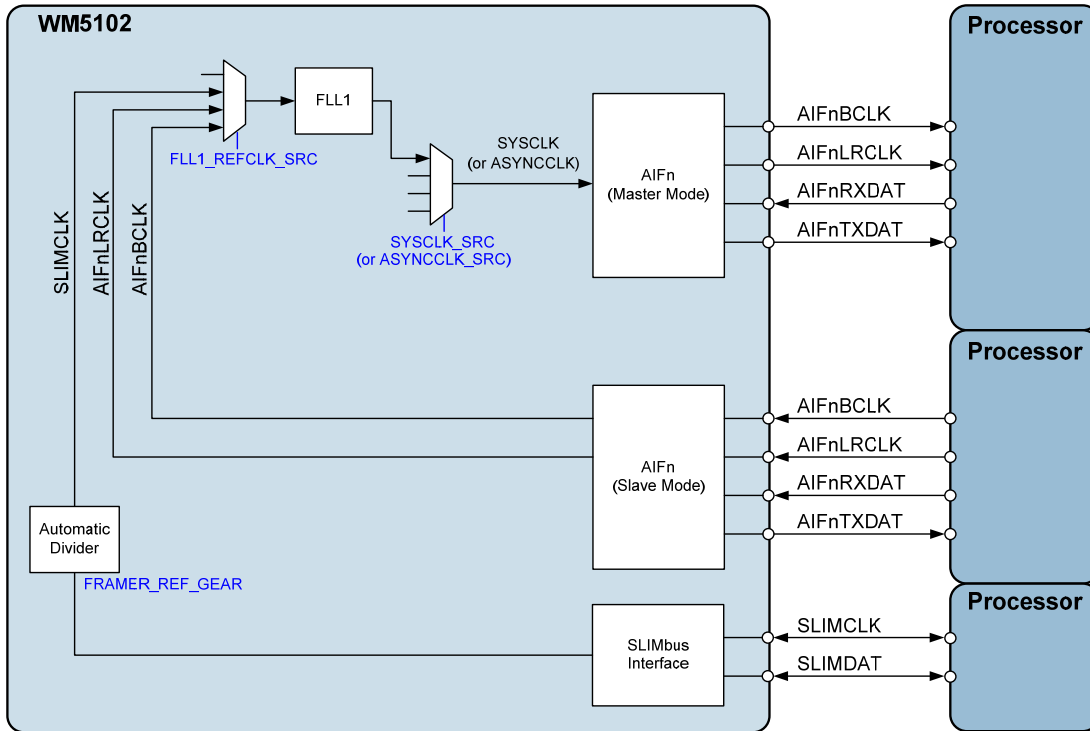 WM5102
Processor
FLL1
FLL1_REFCLK_SRC
SYSCLK
(or ASYNCCLK)
SYSCLK_SRC
(or ASYNCCLK_SRC)
AIFn
(Master Mode)
AIFnBCLK
AIFnLRCLK
AIFnRXDAT
AIFnTXDAT
SLIMCLK
AIFnLRCLK
AIFnBCLK
Processor
AIFn
(Slave Mode)
AIFnBCLK
AIFnLRCLK
AIFnRXDAT
AIFnTXDAT
Automatic
Divider
FRAMER_REF_GEAR
Processor
SLIMbus
Interface
SLIMCLK
SLIMDAT